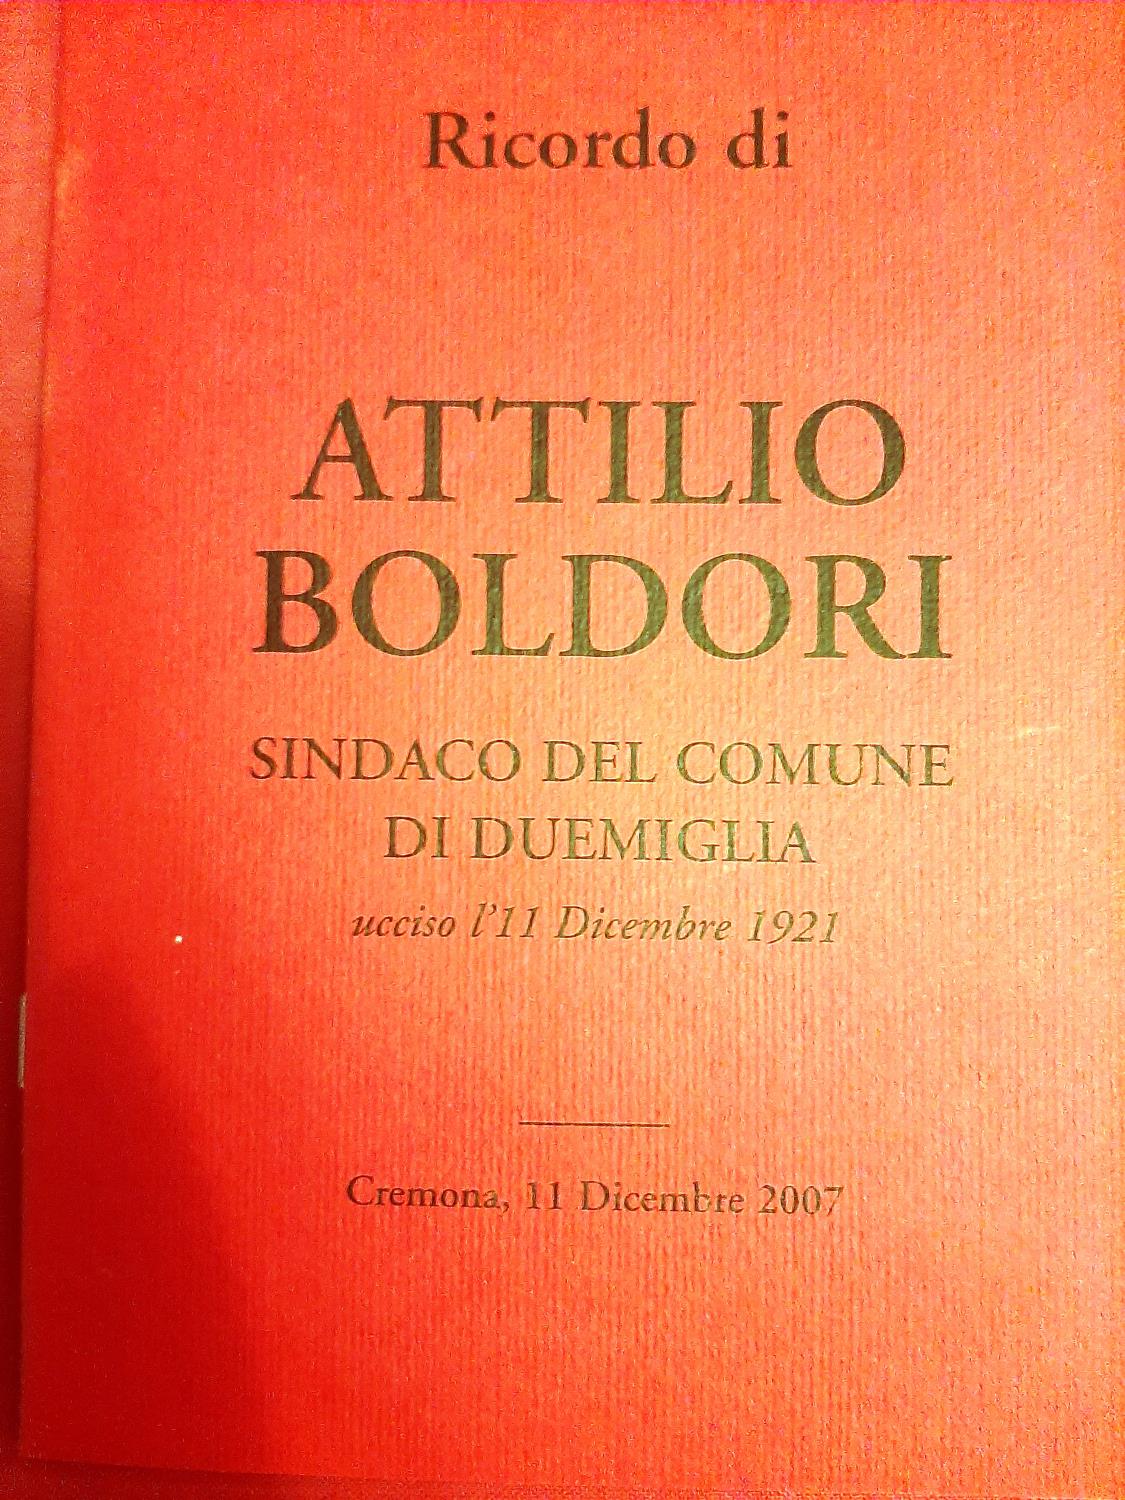 Ricordo di
ATTILIO
BOLDORI
SINDACO DEL COMUNE
DI DUEMIGLIA
ucciso l'11 Dicembre 1921
Cremona, 11 Dicembre 2007